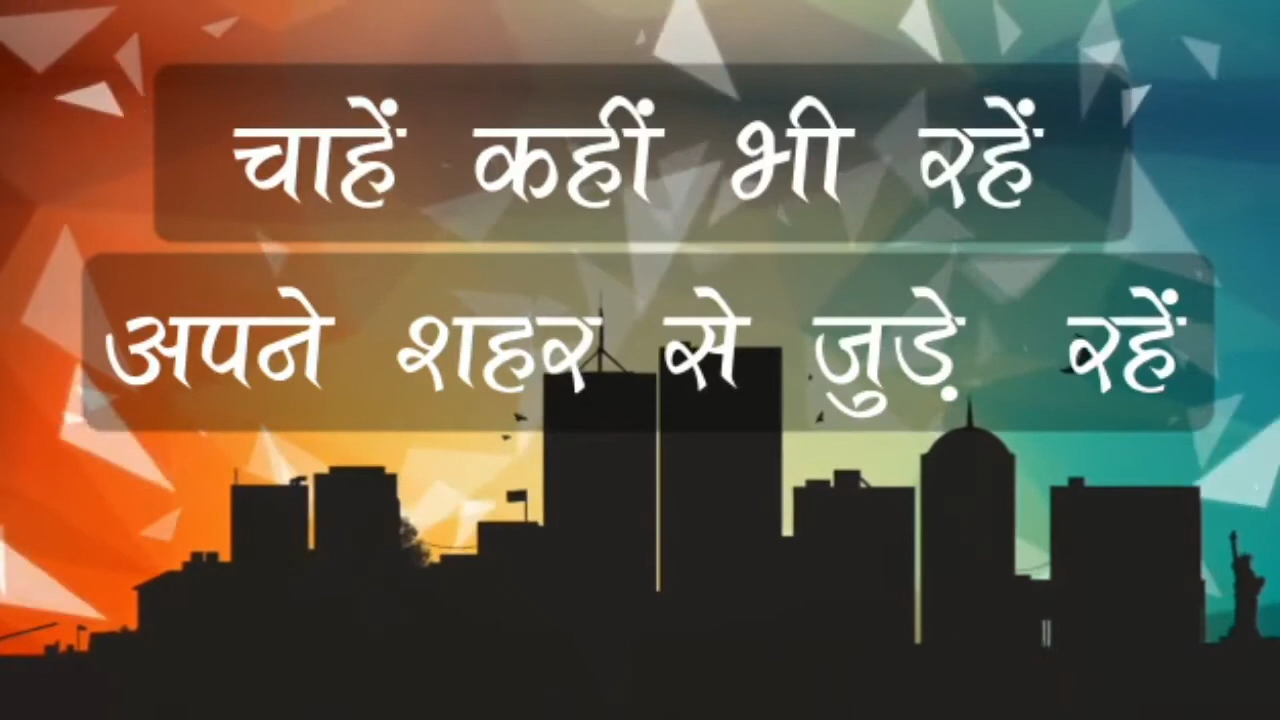 चाहें कहीं भी रहें
अपने शहर से जुड़े रहें